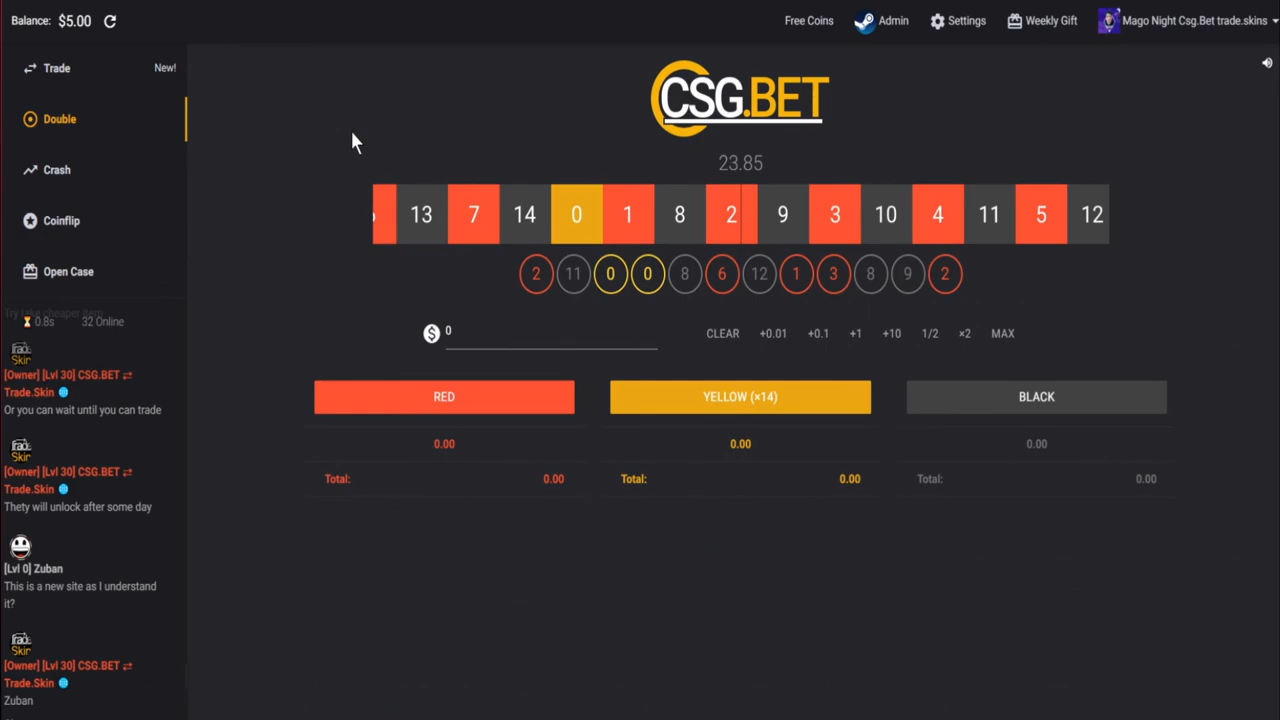 Balance: $5.00
Free Coins
Admin
Settings
Weekly Gift
Mago Night Csg.Bet trade.skins
Trade
New!
Double
Crash
Coinflip
Open Case
CSG.BET
23.85
13 7 14 0 1 8 2 9 3 10 4 11 5 12
2 11 0 0 8 6 12 1 3 8 9 2
$ 0
CLEAR +0.01 +0.1 +1 +10 1/2 ×2 MAX
RED
YELLOW (×14)
BLACK
0.00
0.00
0.00
Total: 0.00
Total: 0.00
Total: 0.00
Try take cheaper item
0.8s
32 Online
[Owner] [Lvl 30] CSG.BET ⇄
Trade.Skin
Or you can wait until you can trade
[Owner] [Lvl 30] CSG.BET ⇄
Trade.Skin
Thety will unlock after some day
[Lvl 0] Zuban
This is a new site as I understand
it?
[Owner] [Lvl 30] CSG.BET ⇄
Trade.Skin
Zuban